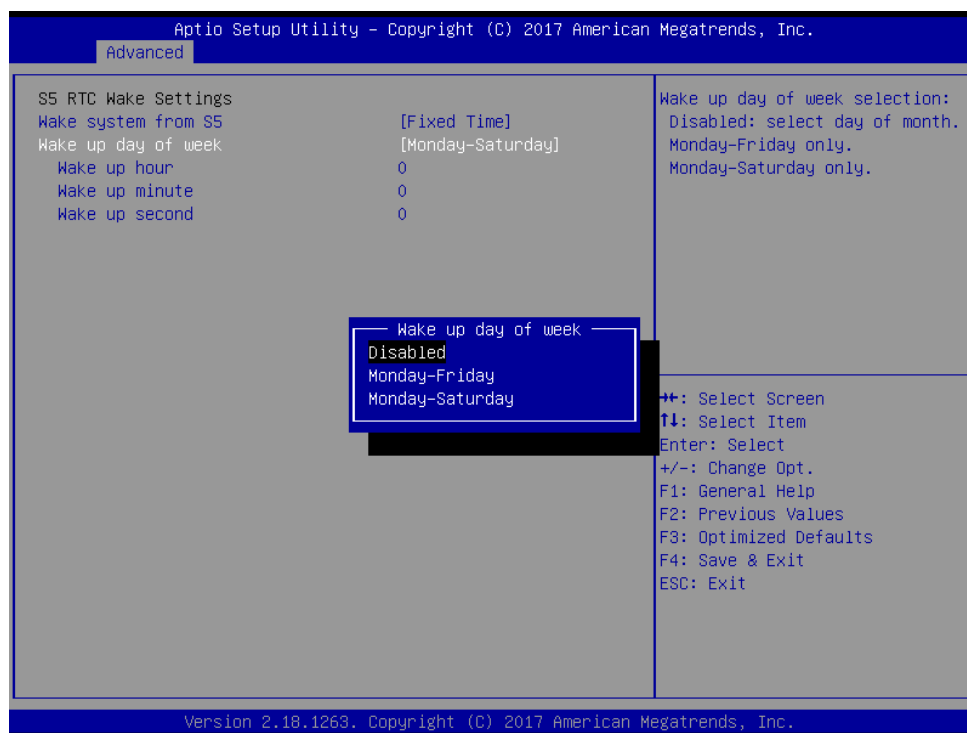 Aptio Setup Utility – Copyright (C) 2017 American Megatrends, Inc.
Advanced
S5 RTC Wake Settings
Wake system from S5 [Fixed Time]
Wake up day of week [Monday-Saturday]
Wake up hour 0
Wake up minute 0
Wake up second 0
Wake up day of week selection:
Disabled: select day of month.
Monday-Friday only.
Monday-Saturday only.
Wake up day of week
Disabled
Monday-Friday
Monday-Saturday
→←: Select Screen
↑↓: Select Item
Enter: Select
+/-: Change Opt.
F1: General Help
F2: Previous Values
F3: Optimized Defaults
F4: Save & Exit
ESC: Exit
Version 2.18.1263. Copyright (C) 2017 American Megatrends, Inc.